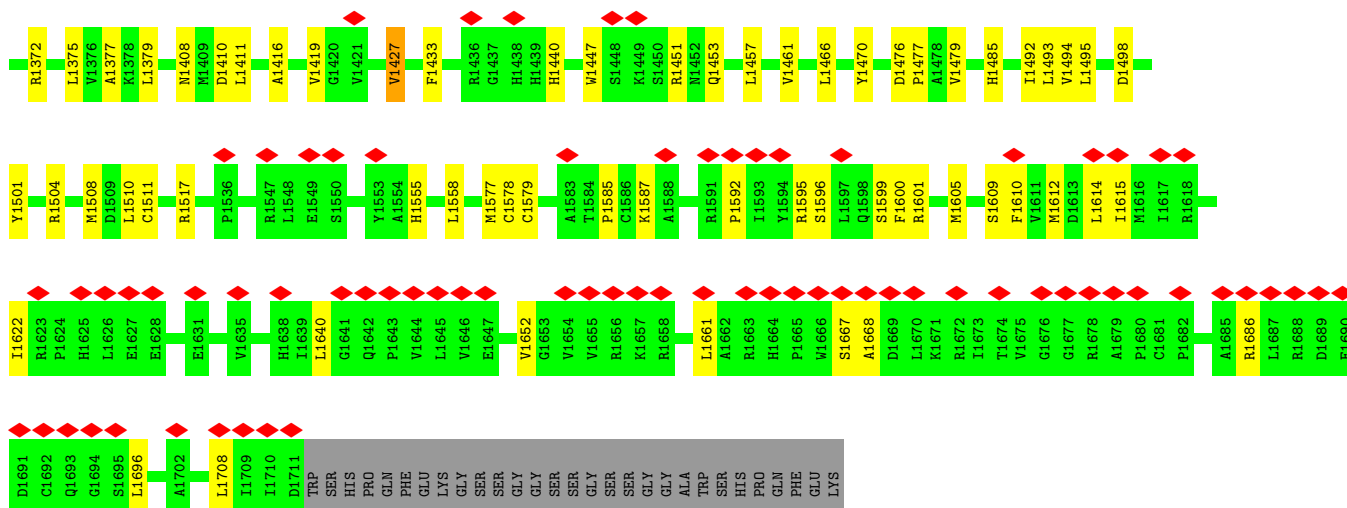 R1372 L1375 V1376 A1377 K1378 L1379 N1408 M1409 D1410 L1411 A1416 V1419 G1420 V1421 V1427 F1433 R1436 G1437 H1438 H1439 H1440 W1447 S1448 K1449 S1450 R1451 N1452 Q1453 L1457 V1461 L1466 Y1470 D1476 P1477 A1478 V1479 H1485 I1492 L1493 V1494 L1495 D1498
Y1501 R1504 M1508 D1509 L1510 C1511 R1517 P1536 R1547 L1548 E1549 S1550 Y1553 A1554 H1555 L1558 M1577 C1578 C1579 A1583 T1584 P1585 C1586 K1587 A1588 R1591 P1592 I1593 Y1594 R1595 S1596 L1597 Q1598 S1599 F1600 R1601 M1605 S1609 F1610 V1611 M1612 D1613 L1614 I1615 M1616 I1617 R1618
I1622 R1623 P1624 H1625 L1626 E1627 E1628 E1631 V1635 H1638 I1639 L1640 G1641 Q1642 P1643 V1644 L1645 V1646 E1647 V1652 G1653 V1654 V1655 R1656 K1657 R1658 L1661 A1662 R1663 H1664 P1665 W1666 S1667 A1668 D1669 L1670 K1671 R1672 I1673 T1674 V1675 G1676 G1677 R1678 A1679 P1680 C1681 P1682 A1685 R1686 L1687 R1688 D1689 E1690
D1691 C1692 Q1693 G1694 S1695 L1696 A1702 L1708 I1709 I1710 D1711 TRP SER HIS PRO GLN PHE GLU LYS GLY SER SER GLY GLY SER SER GLY SER SER GLY GLY ALA TRP SER HIS PRO GLN PHE GLU LYS